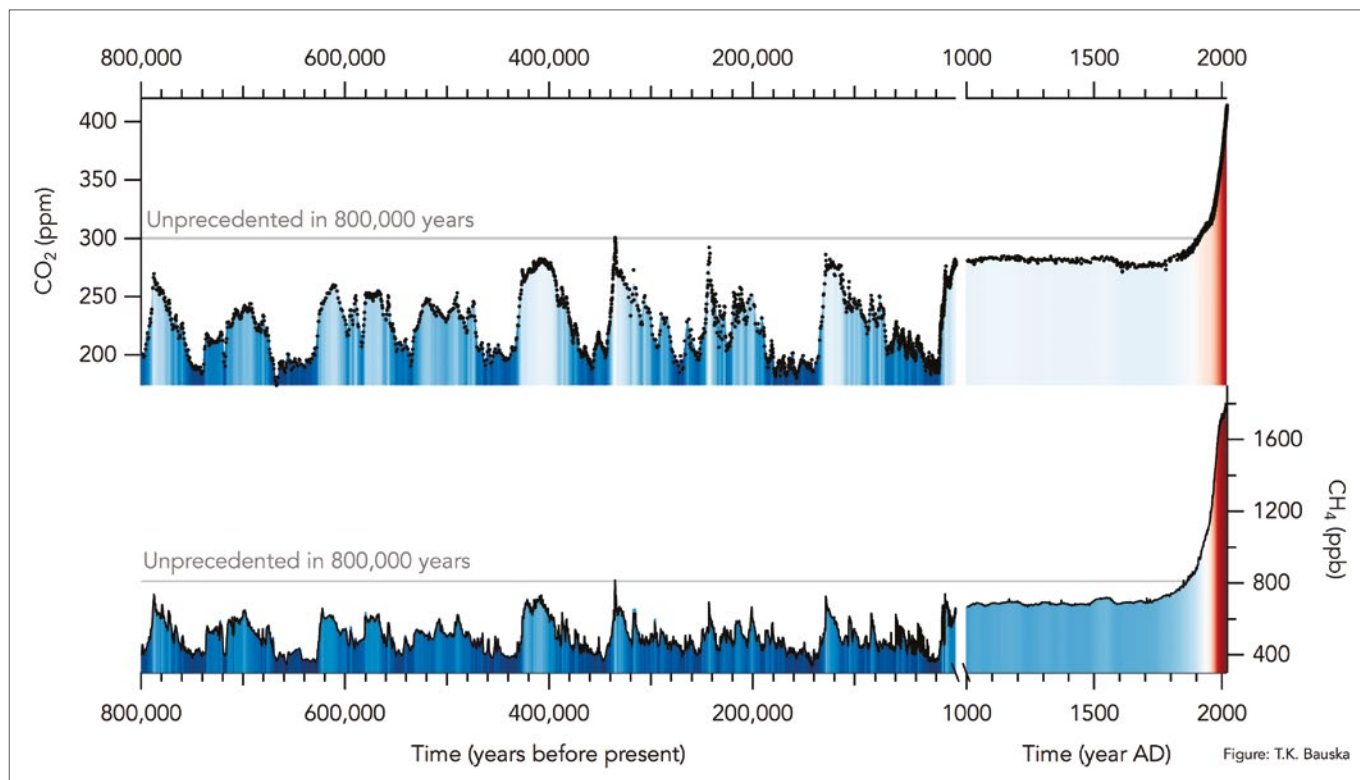 800,000 600,000 400,000 200,000 1000 1500 2000
400
350
300
250
200
CO₂ (ppm)
Unprecedented in 800,000 years
1600
1200
800
400
CH₄ (ppb)
Unprecedented in 800,000 years
800,000 600,000 400,000 200,000 1000 1500 2000
Time (years before present) Time (year AD) Figure: T.K. Bauska